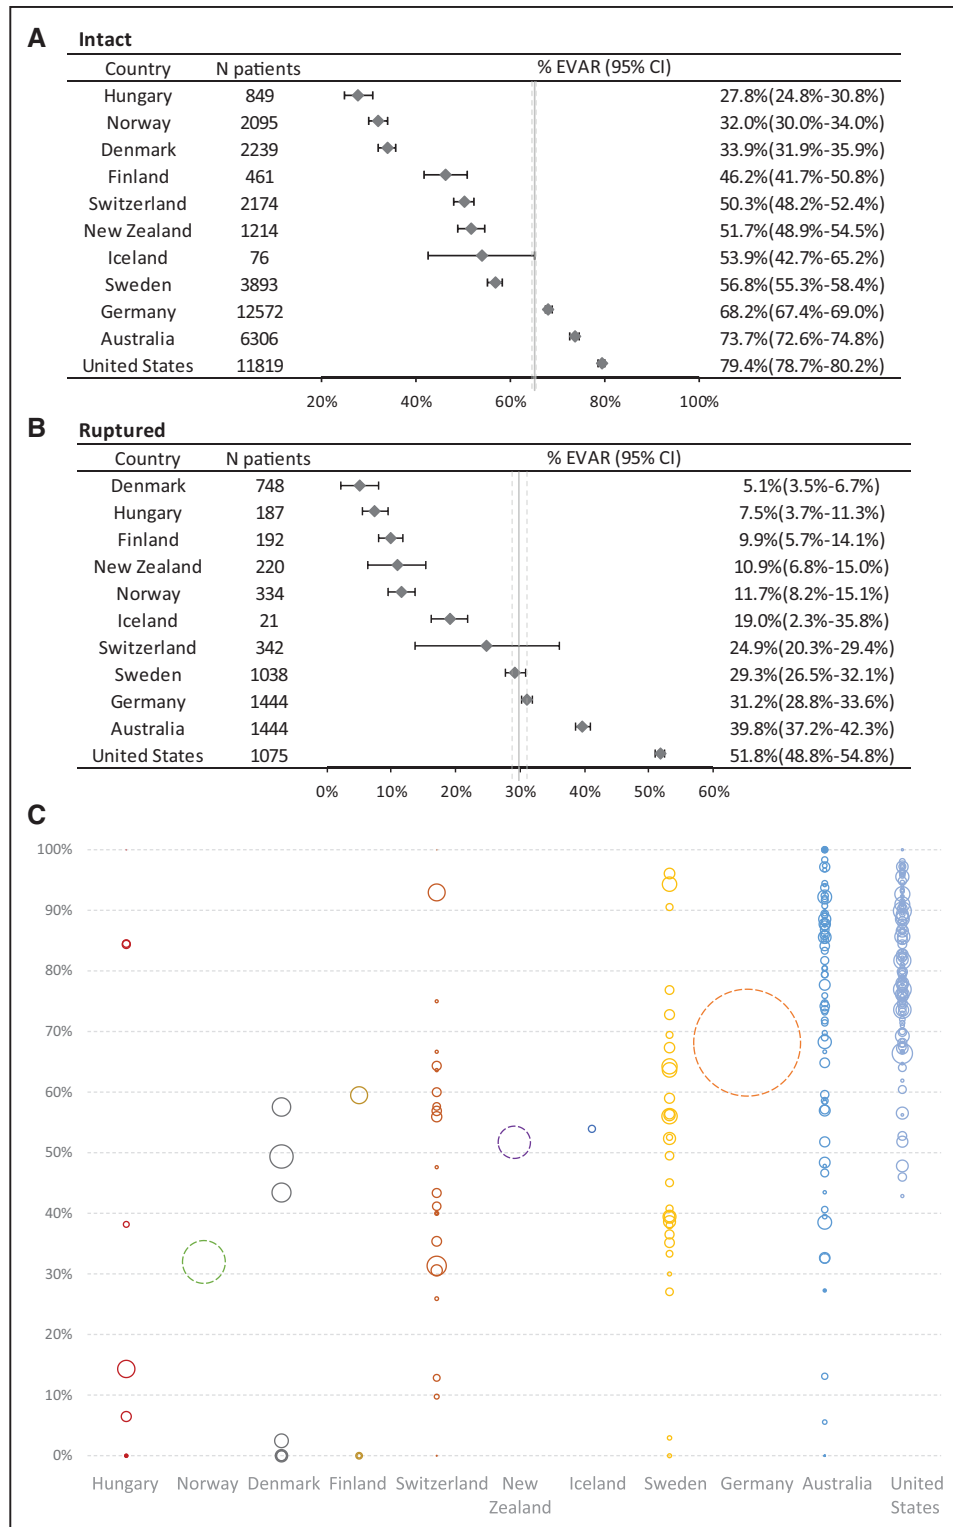 A Intact
Country N patients % EVAR (95% CI)
Hungary 849 27.8%(24.8%-30.8%)
Norway 2095 32.0%(30.0%-34.0%)
Denmark 2239 33.9%(31.9%-35.9%)
Finland 461 46.2%(41.7%-50.8%)
Switzerland 2174 50.3%(48.2%-52.4%)
New Zealand 1214 51.7%(48.9%-54.5%)
Iceland 76 53.9%(42.7%-65.2%)
Sweden 3893 56.8%(55.3%-58.4%)
Germany 12572 68.2%(67.4%-69.0%)
Australia 6306 73.7%(72.6%-74.8%)
United States 11819 79.4%(78.7%-80.2%)
20% 40% 60% 80% 100%
B Ruptured
Country N patients % EVAR (95% CI)
Denmark 748 5.1%(3.5%-6.7%)
Hungary 187 7.5%(3.7%-11.3%)
Finland 192 9.9%(5.7%-14.1%)
New Zealand 220 10.9%(6.8%-15.0%)
Norway 334 11.7%(8.2%-15.1%)
Iceland 21 19.0%(2.3%-35.8%)
Switzerland 342 24.9%(20.3%-29.4%)
Sweden 1038 29.3%(26.5%-32.1%)
Germany 1444 31.2%(28.8%-33.6%)
Australia 1444 39.8%(37.2%-42.3%)
United States 1075 51.8%(48.8%-54.8%)
0% 10% 20% 30% 40% 50% 60%
C
100%
90%
80%
70%
60%
50%
40%
30%
20%
10%
0%
Hungary Norway Denmark Finland Switzerland New Iceland Sweden Germany Australia United
Zealand States